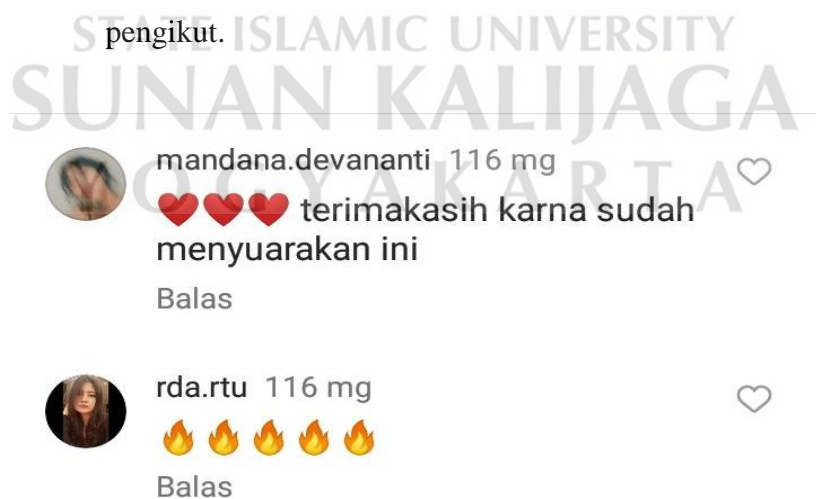 STATE ISLAMIC UNIVERSITY
pengikut.
SUNAN KALIJAGA
YOGYAKARTA
mandana.devananti 116 mg
❤️❤️❤️ terimakasih karna sudah
menyuarakan ini
Balas
rda.rtu 116 mg
🔥🔥🔥🔥🔥
Balas